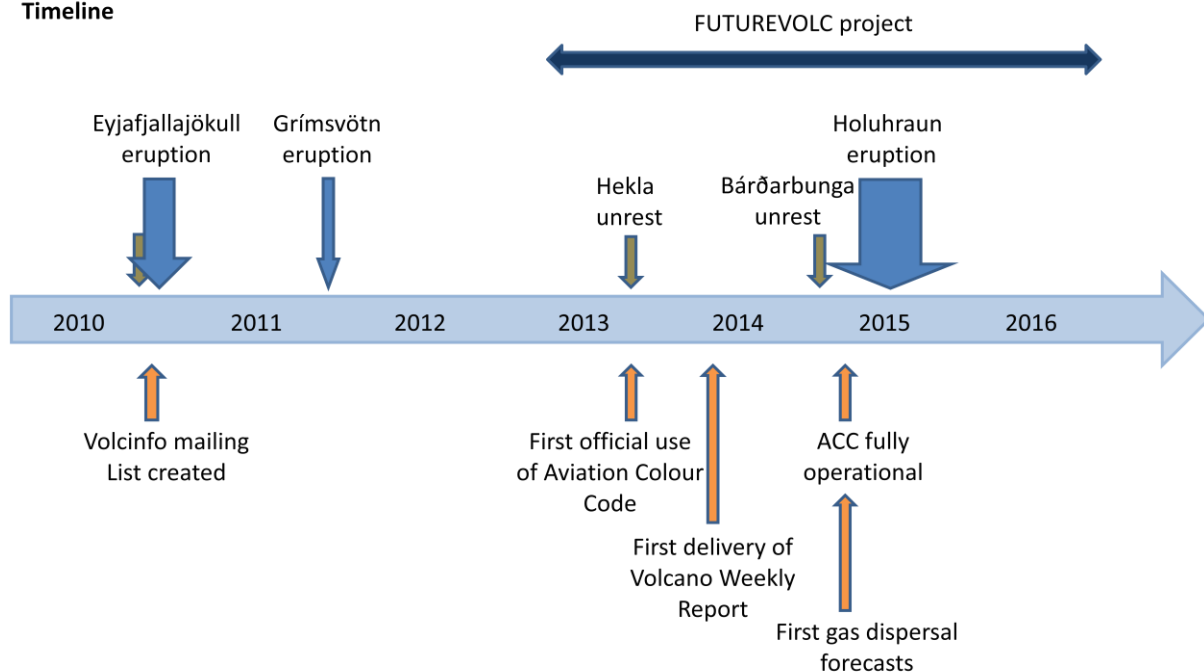 Timeline
FUTUREVOLC project
Eyjafjallajökull
eruption
Grímsvötn
eruption
Holuhraun
eruption
Hekla
unrest
Bárðarbunga
unrest
2010 2011 2012 2013 2014 2015 2016
Volcinfo mailing
List created
First official use
of Aviation Colour
Code
ACC fully
operational
First delivery of
Volcano Weekly
Report
First gas dispersal
forecasts